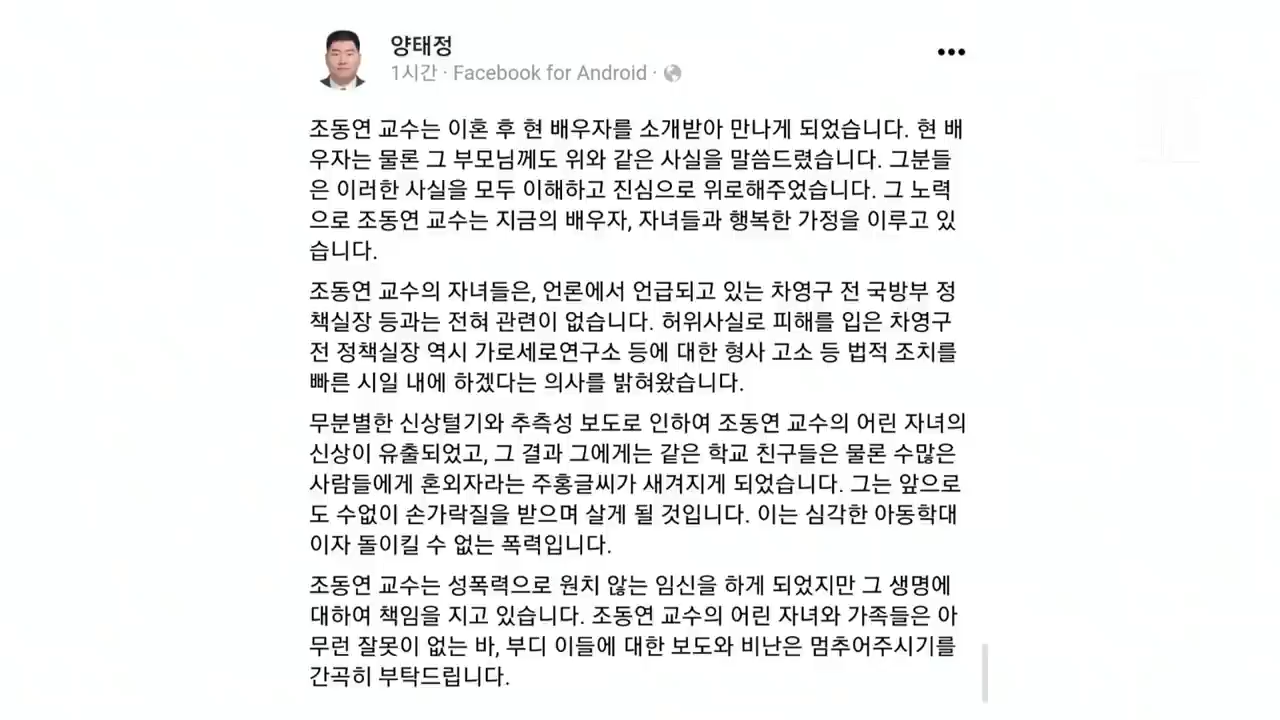 양태정
1시간 · Facebook for Android ·
조동연 교수는 이혼 후 현 배우자를 소개받아 만나게 되었습니다. 현 배
우자는 물론 그 부모님께도 위와 같은 사실을 말씀드렸습니다. 그분들
은 이러한 사실을 모두 이해하고 진심으로 위로해주었습니다. 그 노력
으로 조동연 교수는 지금의 배우자, 자녀들과 행복한 가정을 이루고 있
습니다.
조동연 교수의 자녀들은, 언론에서 언급되고 있는 차영구 전 국방부 정
책실장 등과는 전혀 관련이 없습니다. 허위사실로 피해를 입은 차영구
전 정책실장 역시 가로세로연구소 등에 대한 형사 고소 등 법적 조치를
빠른 시일 내에 하겠다는 의사를 밝혀왔습니다.
무분별한 신상털기와 추측성 보도로 인하여 조동연 교수의 어린 자녀의
신상이 유출되었고, 그 결과 그에게는 같은 학교 친구들은 물론 수많은
사람들에게 혼외자라는 주홍글씨가 새겨지게 되었습니다. 그는 앞으로
도 수없이 손가락질을 받으며 살게 될 것입니다. 이는 심각한 아동학대
이자 돌이킬 수 없는 폭력입니다.
조동연 교수는 성폭력으로 원치 않는 임신을 하게 되었지만 그 생명에
대하여 책임을 지고 있습니다. 조동연 교수의 어린 자녀와 가족들은 아
무런 잘못이 없는 바, 부디 이들에 대한 보도와 비난은 멈추어주시기를
간곡히 부탁드립니다.